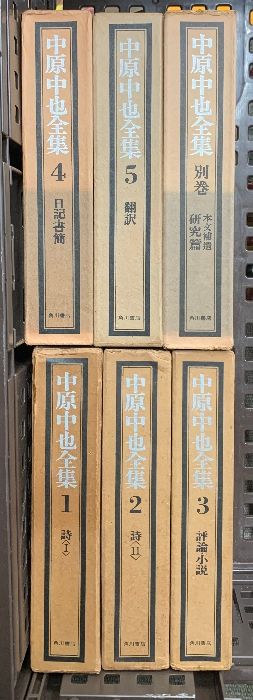 中原中也全集
4
日記書簡
角川書店
中原中也全集
5
翻訳
角川書店
中原中也全集
別巻
本文補遺
研究篇
角川書店
中原中也全集
1
詩〈I〉
角川書店
中原中也全集
2
詩〈II〉
角川書店
中原中也全集
3
評論小説
角川書店